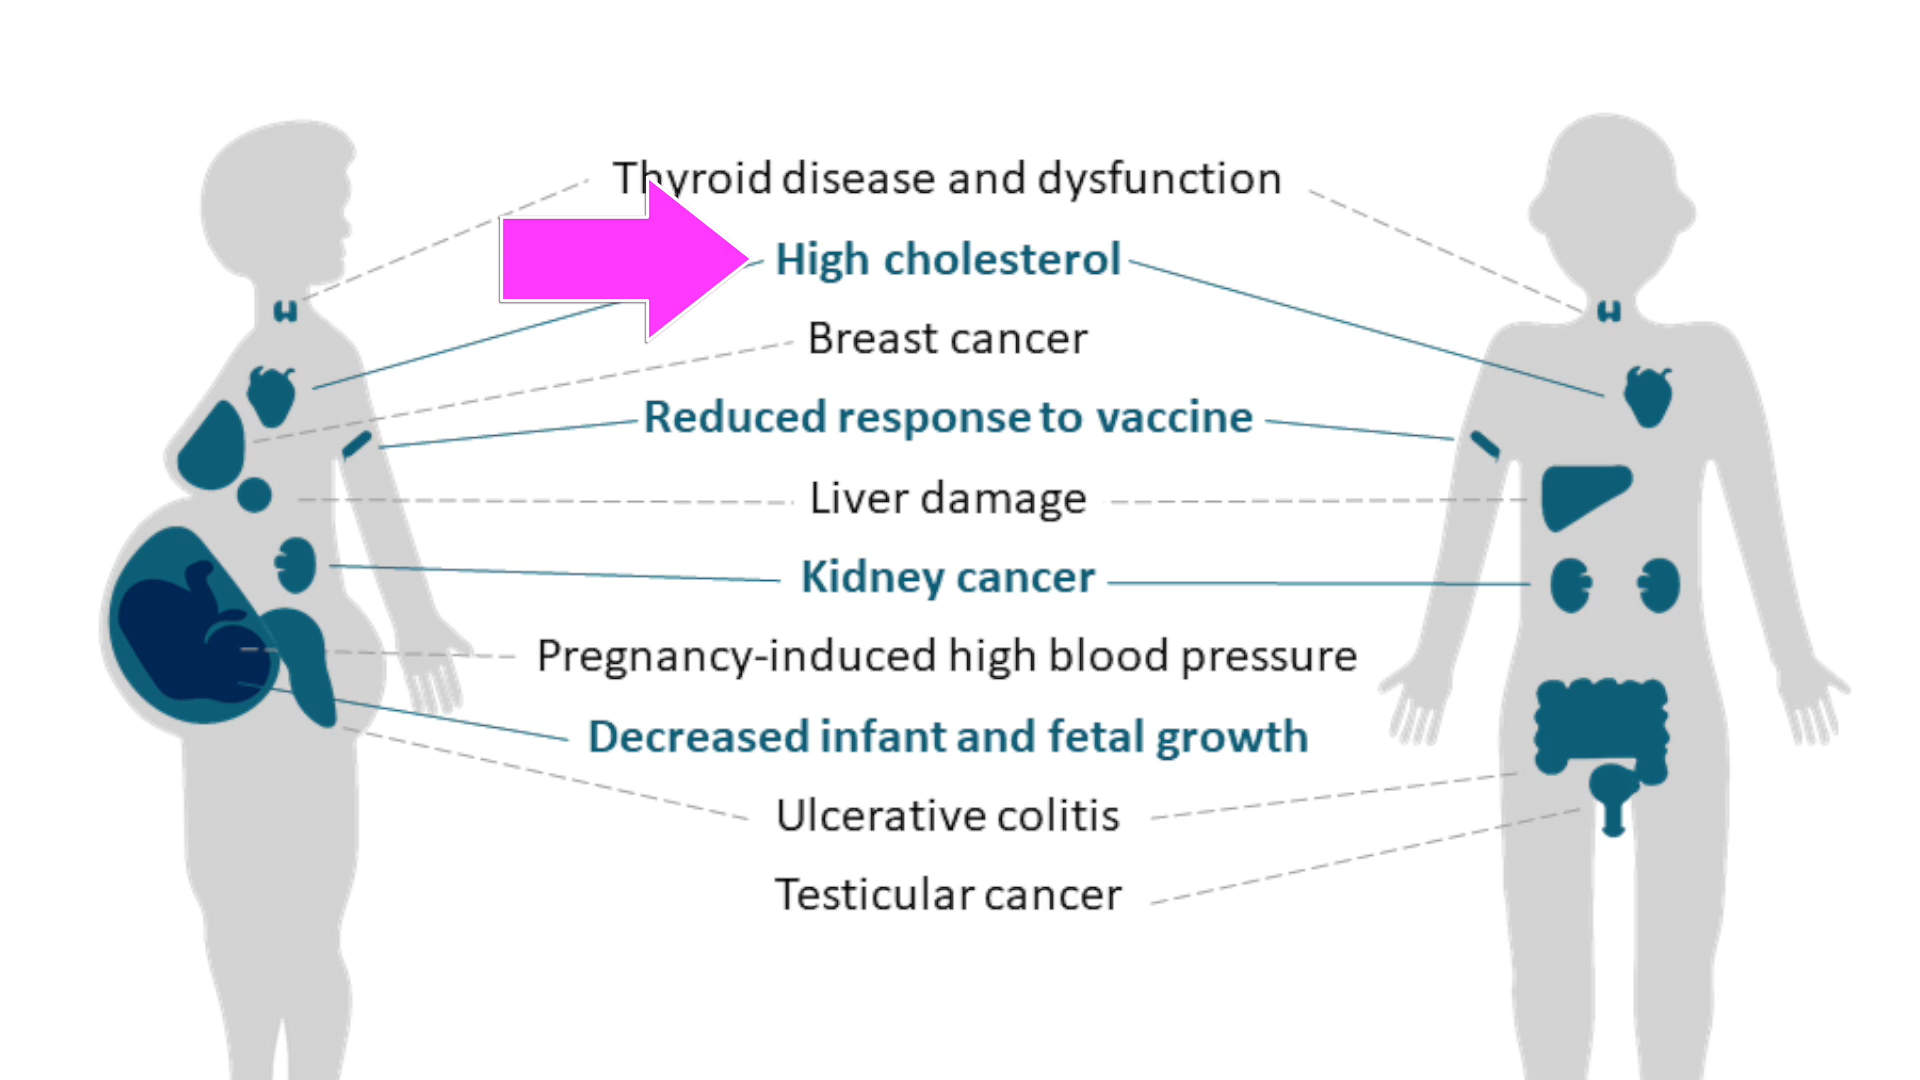 Thyroid disease and dysfunction
High cholesterol
Breast cancer
Reduced response to vaccine
Liver damage
Kidney cancer
Pregnancy-induced high blood pressure
Decreased infant and fetal growth
Ulcerative colitis
Testicular cancer